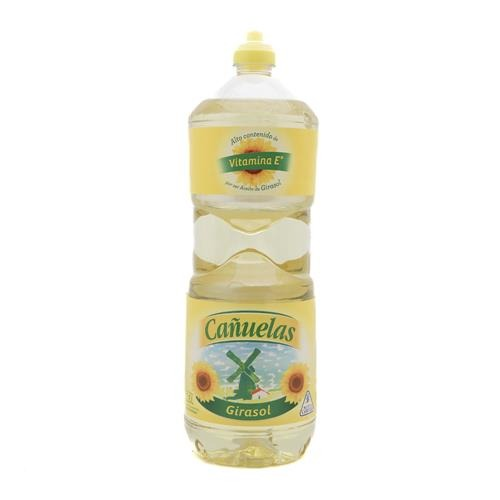 Alto contenido de
Vitamina E*
por ser Aceite de Girasol
Cañuelas
Girasol